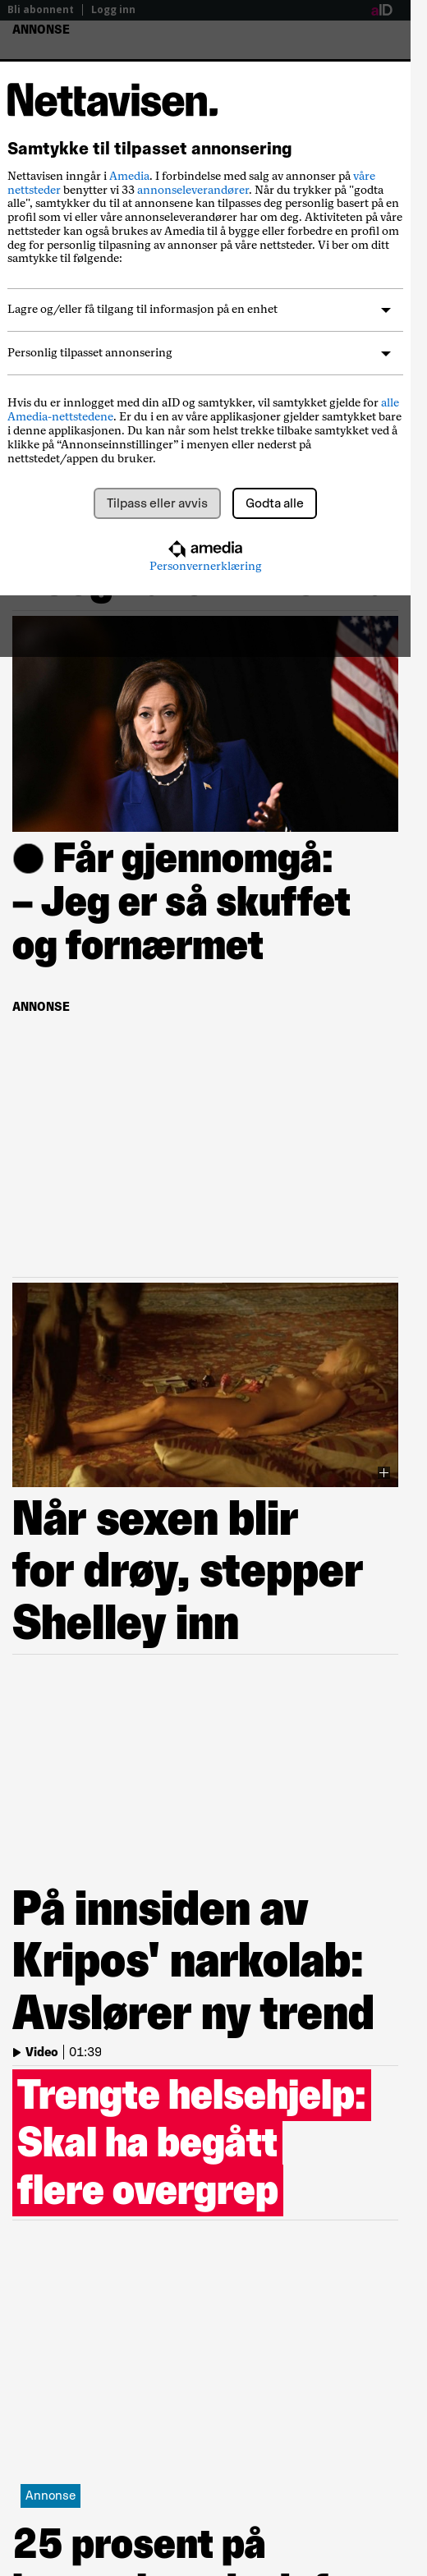 Bli abonnent | Logg inn
aID
ANNONSE
Nettavisen.
Samtykke til tilpasset annonsering
Nettavisen inngår i Amedia. I forbindelse med salg av annonser på våre
nettsteder benytter vi 33 annonseleverandører. Når du trykker på "godta
alle", samtykker du til at annonsene kan tilpasses deg personlig basert på en
profil som vi eller våre annonseleverandører har om deg. Aktiviteten på våre
nettsteder kan også brukes av Amedia til å bygge eller forbedre en profil om
deg for personlig tilpasning av annonser på våre nettsteder. Vi ber om ditt
samtykke til følgende:
Lagre og/eller få tilgang til informasjon på en enhet
Personlig tilpasset annonsering
Hvis du er innlogget med din aID og samtykker, vil samtykket gjelde for alle
Amedia-nettstedene. Er du i en av våre applikasjoner gjelder samtykket bare
i denne applikasjonen. Du kan når som helst trekke tilbake samtykket ved å
klikke på “Annonseinnstillinger” i menyen eller nederst på
nettstedet/appen du bruker.
Tilpass eller avvis
Godta alle
amedia
Personvernerklæring
Får gjennomgå:
– Jeg er så skuffet
og fornærmet
ANNONSE
Når sexen blir
for drøy, stepper
Shelley inn
På innsiden av
Kripos' narkolab:
Avslører ny trend
Video | 01:39
Trengte helsehjelp:
Skal ha begått
flere overgrep
Annonse
25 prosent på